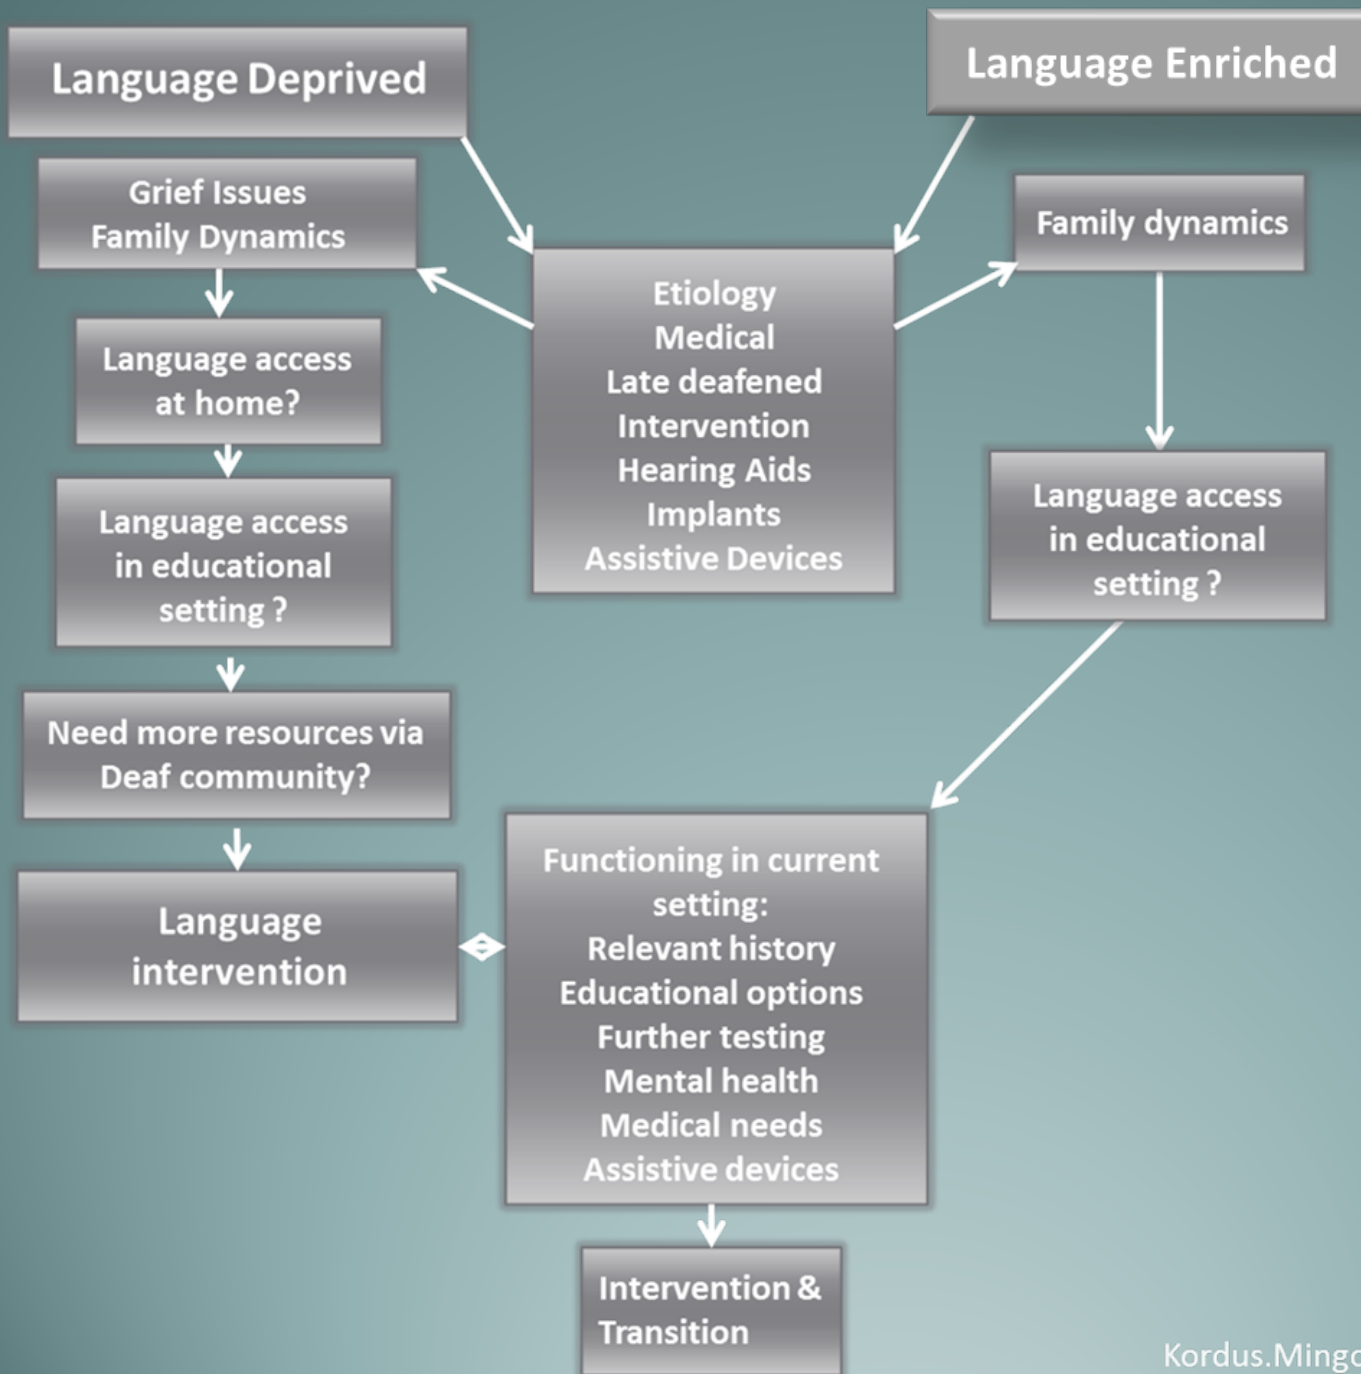 Language Deprived
Language Enriched
Grief Issues
Family Dynamics
Family dynamics
Etiology
Medical
Late deafened
Intervention
Hearing Aids
Implants
Assistive Devices
Language access
at home?
Language access
in educational
setting ?
Language access
in educational
setting ?
Need more resources via
Deaf community?
Language
intervention
Functioning in current
setting:
Relevant history
Educational options
Further testing
Mental health
Medical needs
Assistive devices
Intervention &
Transition
Kordus.Mingo